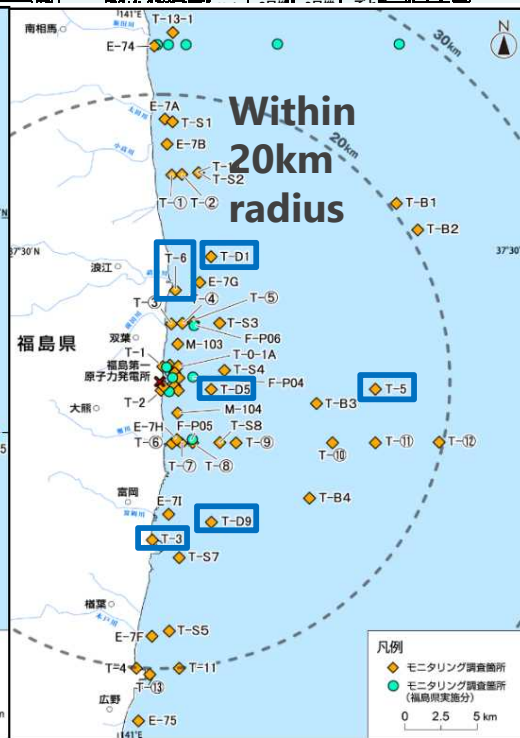 141°E
T-13-1
南相馬
E-74
30km
N
E-7A
T-S1
Within
20km
radius
20km
E-7B
T-S2
T-①
T-②
T-B1
T-B2
37°30'N
37°30'N
浪江
T-6
T-D1
E-7G
T-③
T-④
T-⑤
T-S3
F-P06
双葉
M-103
福島県
T-1
T-0-1A
福島第一
原子力発電所
T-S4
F-P04
T-D5
T-5
T-2
大熊
T-B3
M-104
E-7H
F-P05
T-S8
T-⑥
T-⑦
T-⑧
T-⑨
T-⑩
T-⑪
T-⑫
富岡
E-7I
T-B4
T-D9
T-3
T-S7
楢葉
E-7F
T-S5
T-4
T-11
T-⑬
広野
E-75
141°E
凡例
モニタリング調査箇所
モニタリング調査箇所
(福島県実施分)
0 2.5 5 km